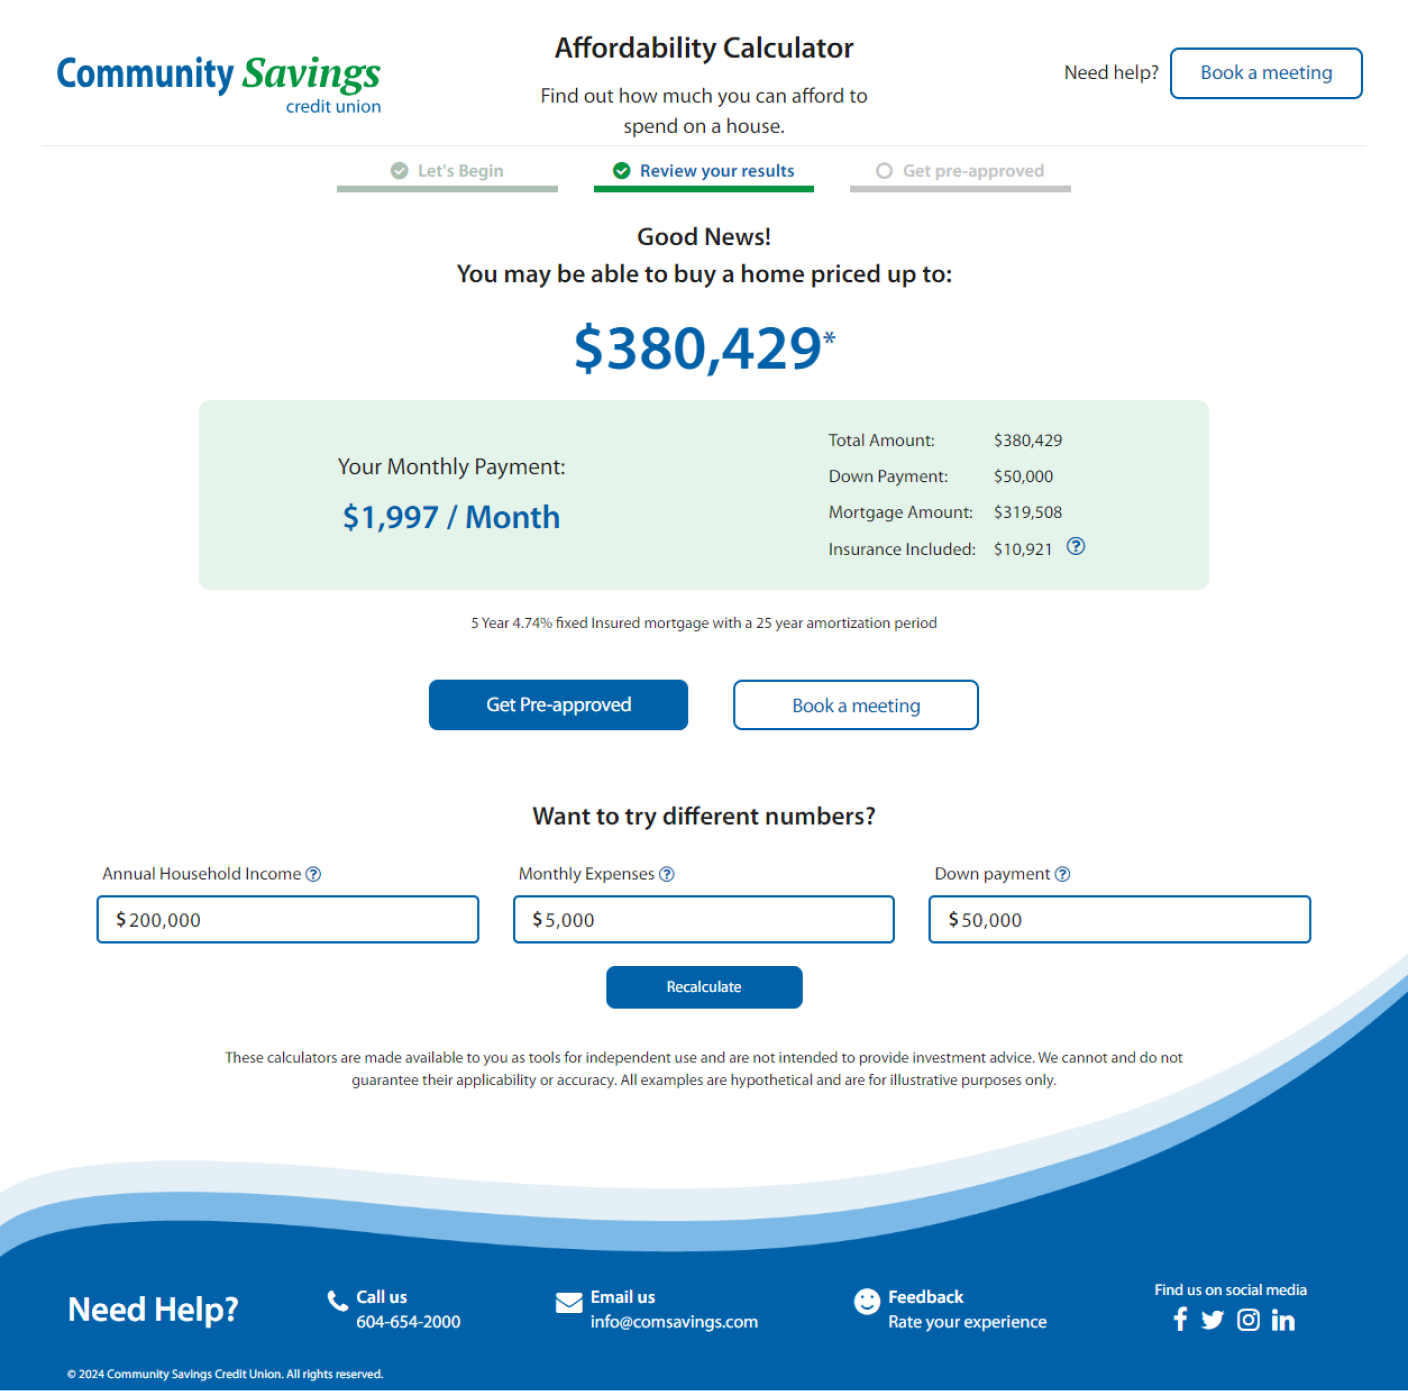 Community Savings
credit union
Affordability Calculator
Find out how much you can afford to
spend on a house.
Need help?
Book a meeting
Let's Begin
Review your results
Get pre-approved
Good News!
You may be able to buy a home priced up to:
$380,429*
Your Monthly Payment:
$1,997 / Month
Total Amount: $380,429
Down Payment: $50,000
Mortgage Amount: $319,508
Insurance Included: $10,921 ?
5 Year 4.74% fixed Insured mortgage with a 25 year amortization period
Get Pre-approved
Book a meeting
Want to try different numbers?
Annual Household Income ?
$200,000
Monthly Expenses ?
$5,000
Down payment ?
$50,000
Recalculate
These calculators are made available to you as tools for independent use and are not intended to provide investment advice. We cannot and do not
guarantee their applicability or accuracy. All examples are hypothetical and are for illustrative purposes only.
Need Help?
Call us
604-654-2000
Email us
info@comsavings.com
Feedback
Rate your experience
Find us on social media
© 2024 Community Savings Credit Union. All rights reserved.